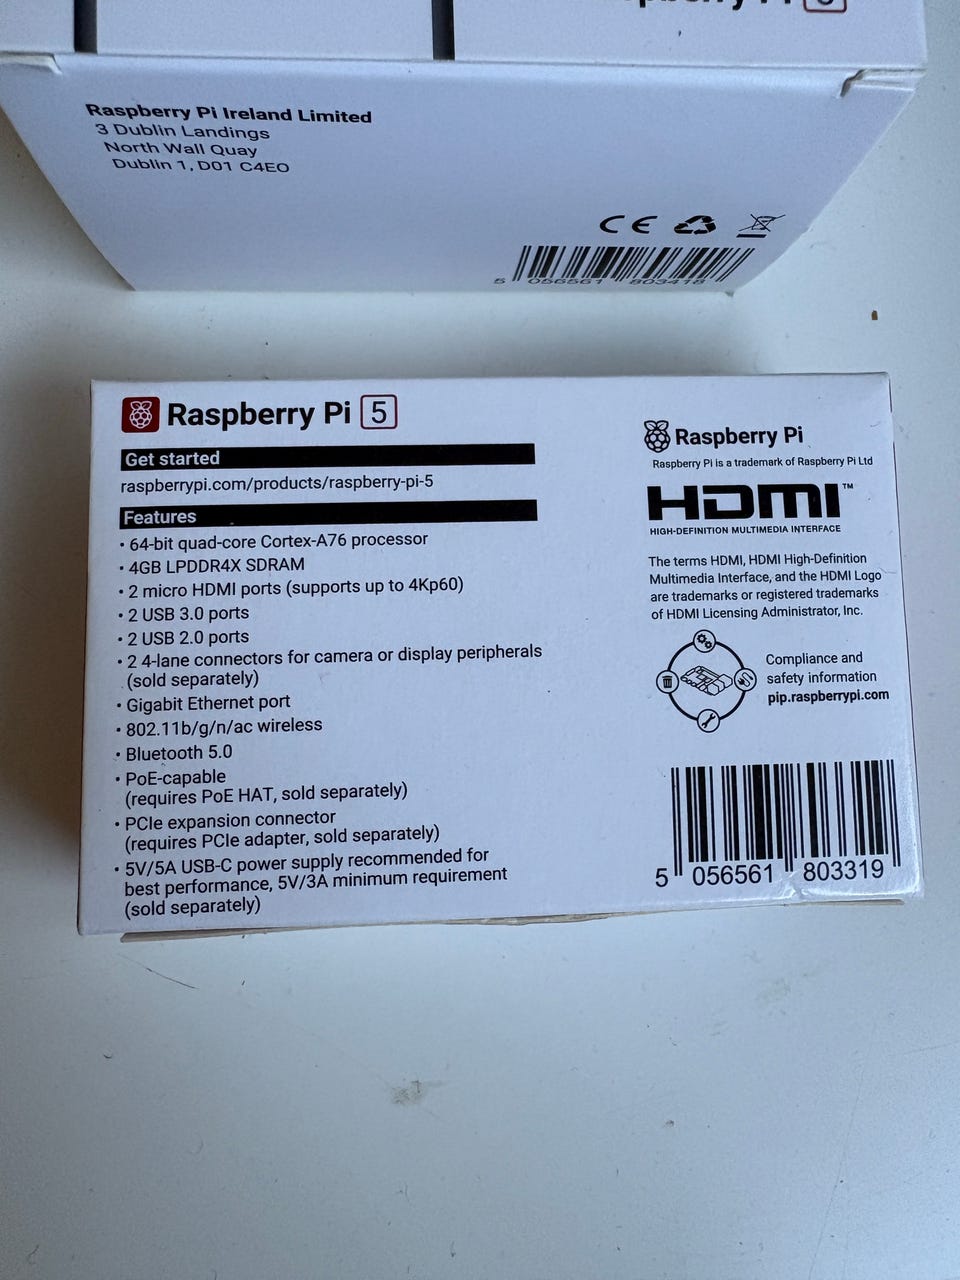 Raspberry Pi 5
Raspberry Pi Ireland Limited
3 Dublin Landings
North Wall Quay
Dublin 1, D01 C4E0
CE
5 056561 803418
Raspberry Pi 5
Get started
raspberrypi.com/products/raspberry-pi-5
Features
· 64-bit quad-core Cortex-A76 processor
· 4GB LPDDR4X SDRAM
· 2 micro HDMI ports (supports up to 4Kp60)
· 2 USB 3.0 ports
· 2 USB 2.0 ports
· 2 4-lane connectors for camera or display peripherals
(sold separately)
· Gigabit Ethernet port
· 802.11b/g/n/ac wireless
· Bluetooth 5.0
· PoE-capable
(requires PoE HAT, sold separately)
· PCIe expansion connector
(requires PCIe adapter, sold separately)
· 5V/5A USB-C power supply recommended for
best performance, 5V/3A minimum requirement
(sold separately)
Raspberry Pi
Raspberry Pi is a trademark of Raspberry Pi Ltd
HDMI™
HIGH-DEFINITION MULTIMEDIA INTERFACE
The terms HDMI, HDMI High-Definition
Multimedia Interface, and the HDMI Logo
are trademarks or registered trademarks
of HDMI Licensing Administrator, Inc.
Compliance and
safety information
pip.raspberrypi.com
5 056561 803319